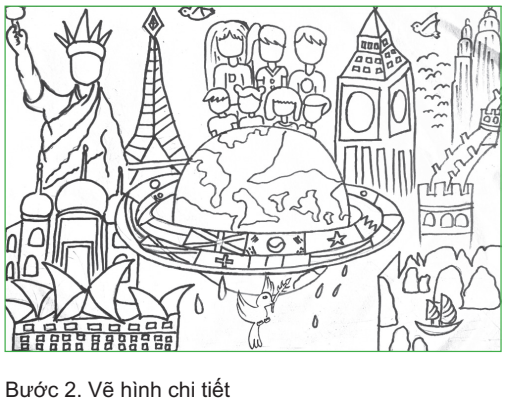 Bước 2. Vẽ hình chi tiết